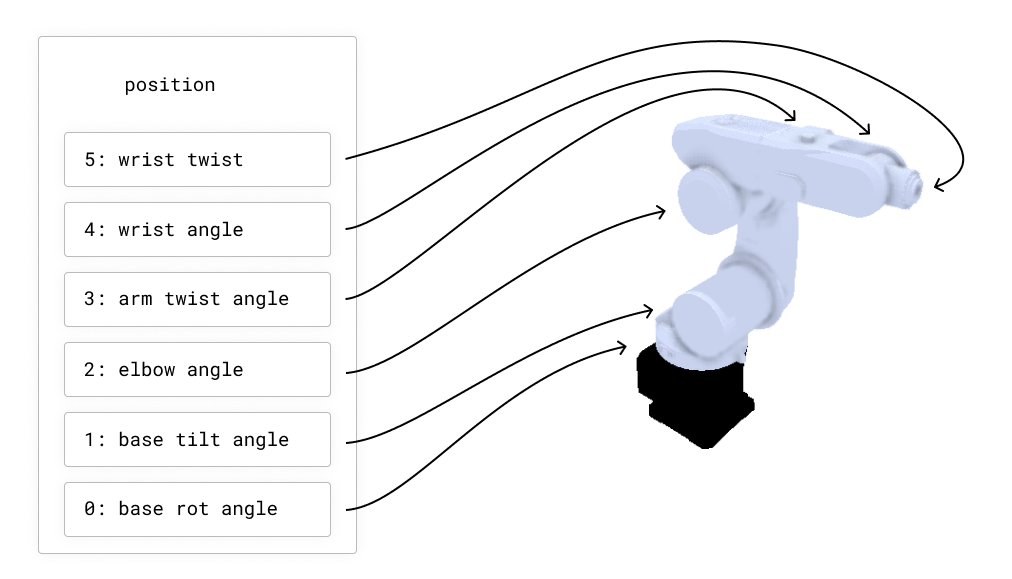 position
5: wrist twist
4: wrist angle
3: arm twist angle
2: elbow angle
1: base tilt angle
0: base rot angle